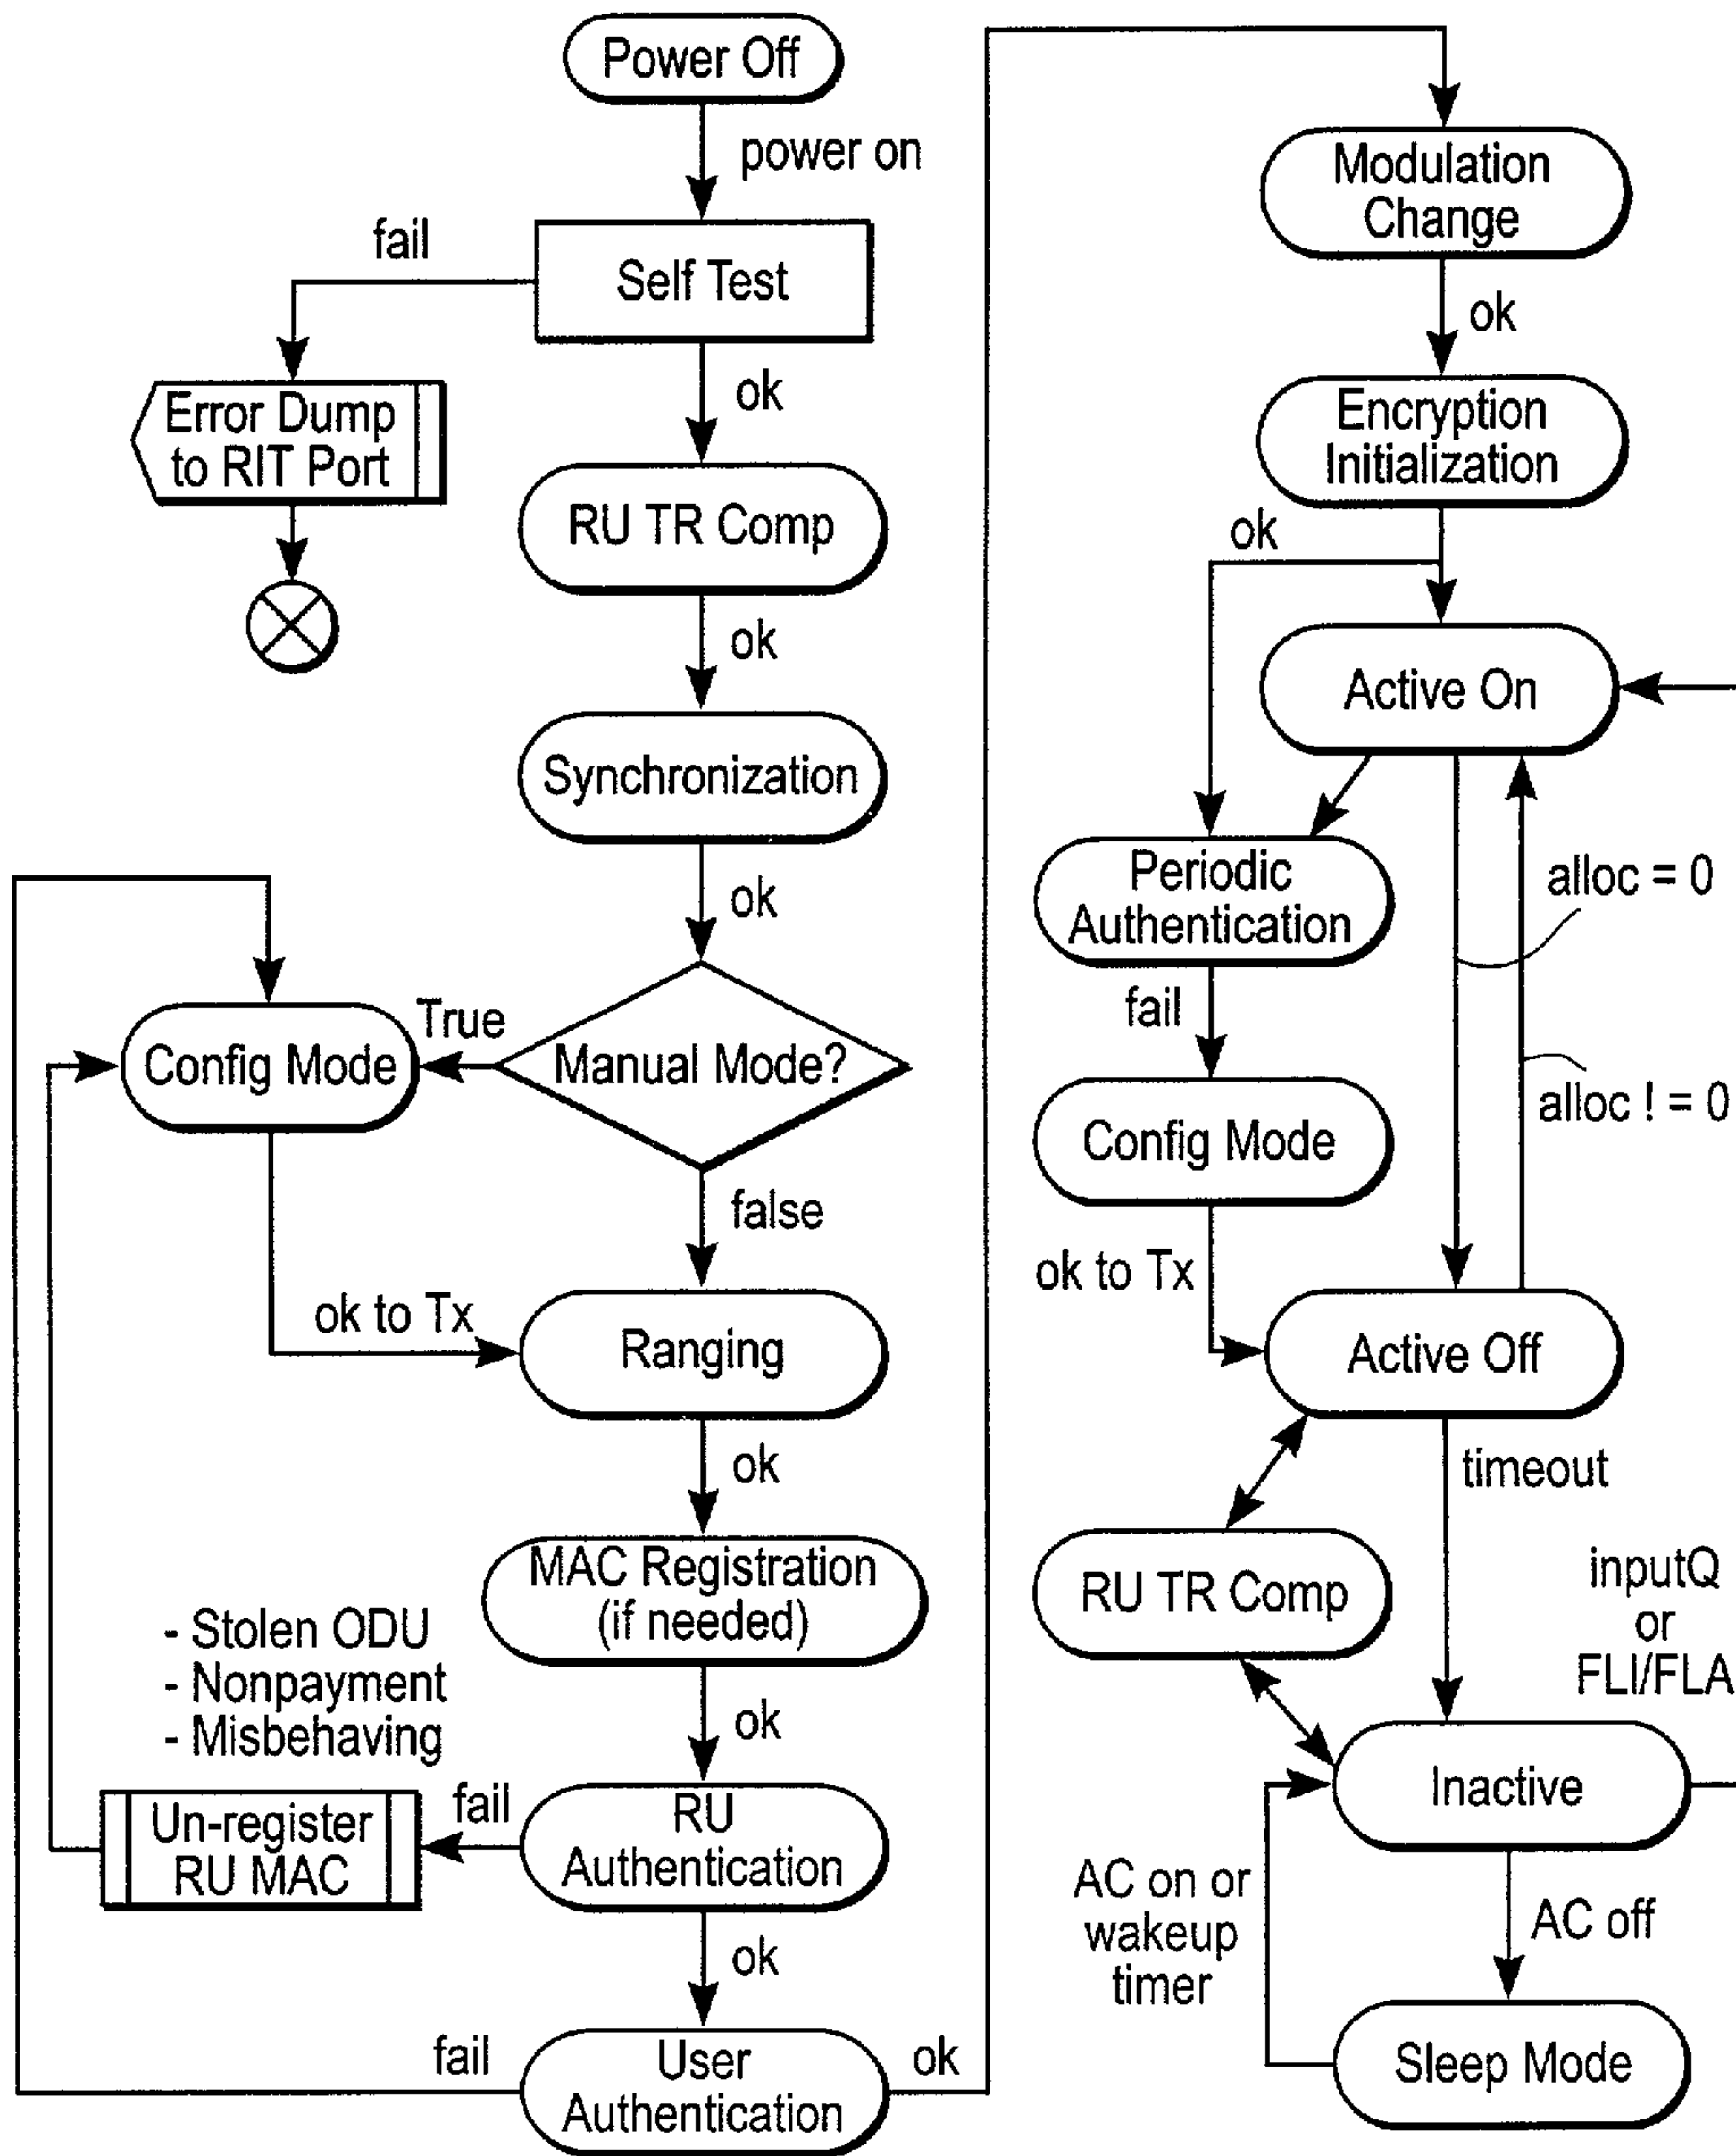 Power Off
power on
fail
Self Test
ok
Error Dump
to RIT Port
RU TR Comp
ok
Synchronization
ok
True
Config Mode
Manual Mode?
false
ok to Tx
Ranging
ok
MAC Registration
(if needed)
- Stolen ODU
- Nonpayment
- Misbehaving
ok
fail
Un-register
RU MAC
RU
Authentication
ok
fail
User
Authentication
ok
Modulation
Change
ok
Encryption
Initialization
ok
Active On
Periodic
Authentication
alloc = 0
fail
alloc ! = 0
Config Mode
ok to Tx
Active Off
timeout
RU TR Comp
inputQ
or
FLI/FLA
Inactive
AC on or
wakeup
timer
AC off
Sleep Mode